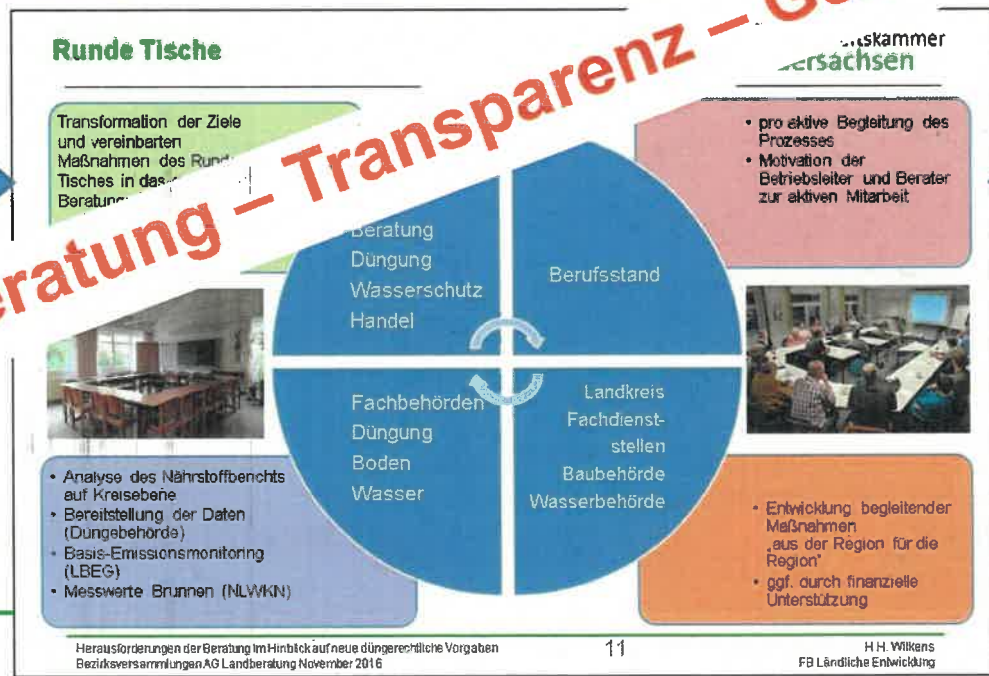 Runde Tische
Transparenz –
Transformation der Ziele
und vereinbarten
Maßnahmen des
Tisches in das
• pro aktive Begleitung des
Prozesses
• Motivation der
Betriebsleiter und Berater
zur aktiven Mitarbeit
Beratung
Düngung
Wasserschutz
Handel
Berufsstand
Fachbehörden
Düngung
Boden
Wasser
Landkreis
Fachdienst-
stellen
Baubehörde
Wasserbehörde
• Analyse des Nährstoffberichts
auf Kreisebene
• Bereitstellung der Daten
(Düngebehörde)
• Basis-Emissionsmonitoring
(LBEG)
• Messwerte Brunnen (NLWKN)
• Entwicklung begleitender
Maßnahmen
„aus der Region für die
Region"
• ggf. durch finanzielle
Unterstützung
Herausforderungen der Beratung im Hinblick auf neue düngerechtliche Vorgaben
Bezirksversammlungen AG Landberatung November 2016
11
H.H. Wilkens
FB Ländliche Entwicklung